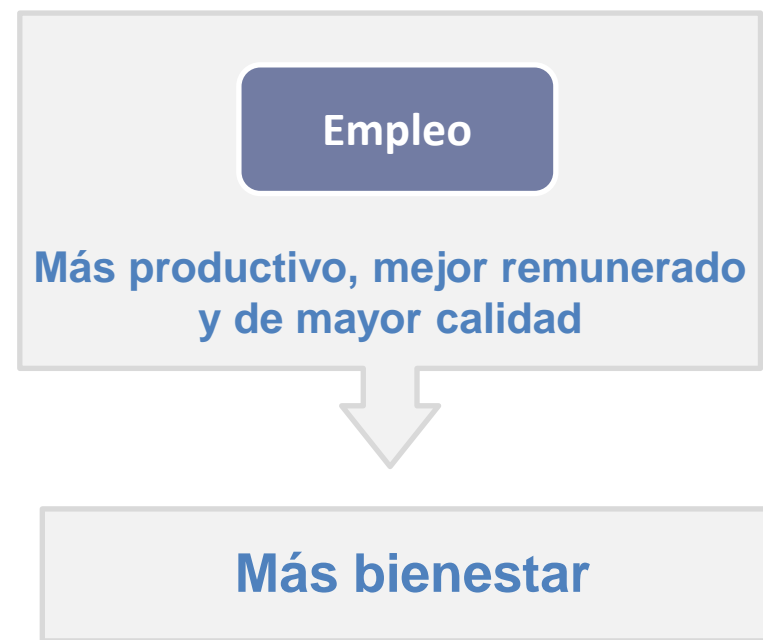 Empleo
Más productivo, mejor remunerado
y de mayor calidad
Más bienestar